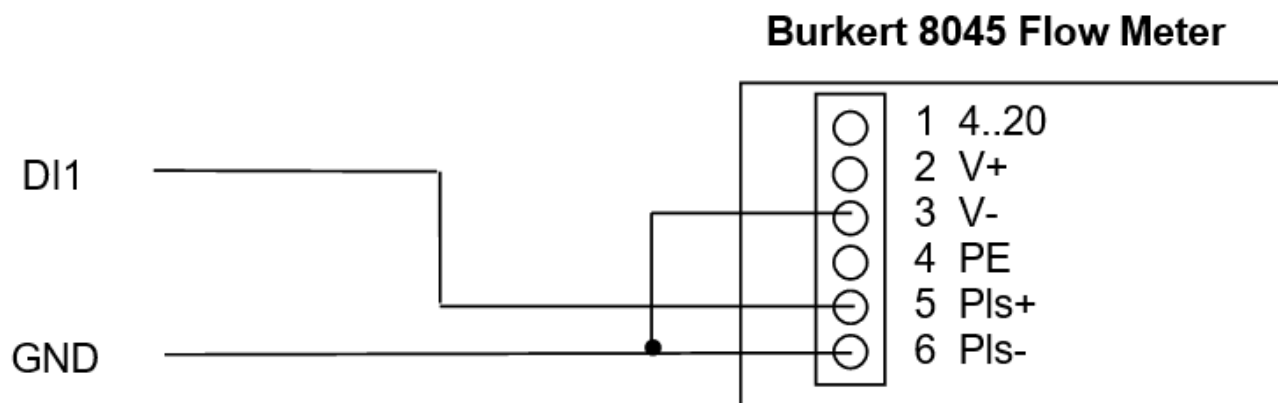 Burkert 8045 Flow Meter
1 4..20
DI1
2 V+
3 V-
4 PE
5 Pls+
GND
6 Pls-